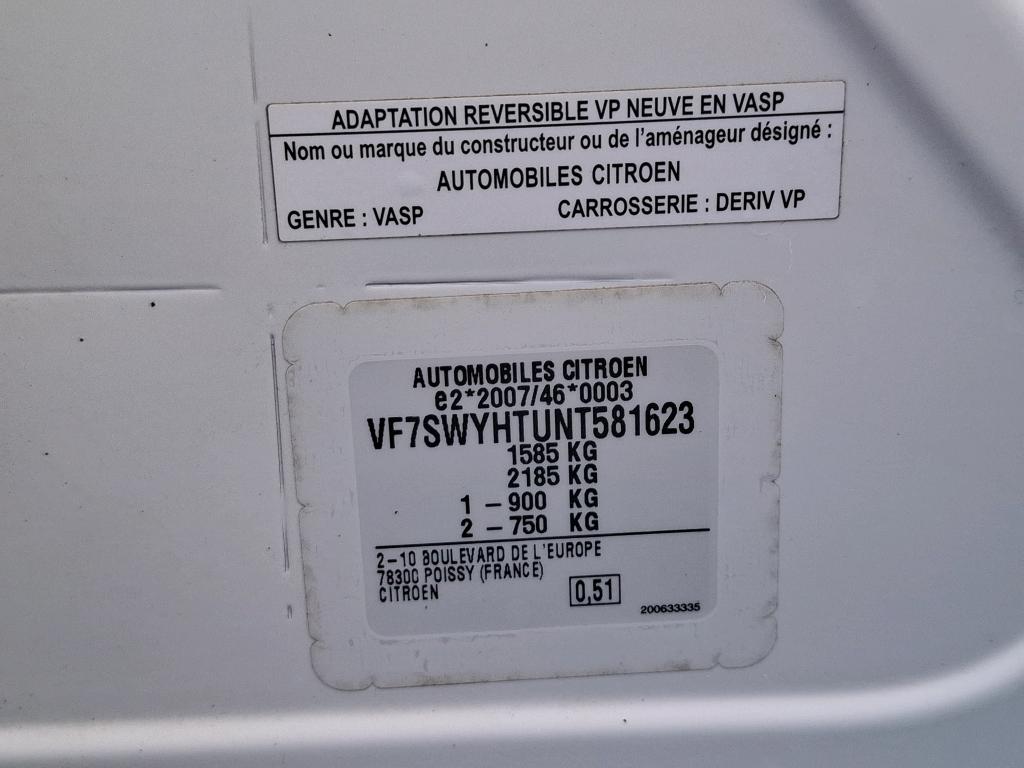 ADAPTATION REVERSIBLE VP NEUVE EN VASP
Nom ou marque du constructeur ou de l'aménageur désigné :
AUTOMOBILES CITROEN
GENRE : VASP CARROSSERIE : DERIV VP
AUTOMOBILES CITROEN
e2*2007/46*0003
VF7SWYHTUNT581623
1585 KG
2185 KG
1 – 900 KG
2 – 750 KG
2–10 BOULEVARD DE L'EUROPE
78300 POISSY (FRANCE)
CITROEN
0,51
200633335